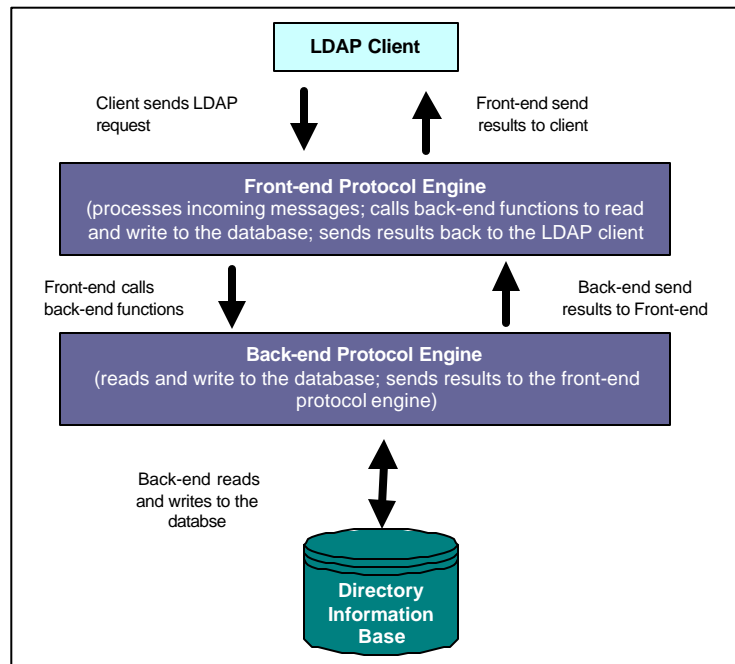 LDAP Client
Client sends LDAP
request
Front-end send
results to client
Front-end Protocol Engine
(processes incoming messages; calls back-end functions to read
and write to the database; sends results back to the LDAP client
Front-end calls
back-end functions
Back-end send
results to Front-end
Back-end Protocol Engine
(reads and write to the database; sends results to the front-end
protocol engine)
Back-end reads
and writes to the
databse
Directory
Information
Base